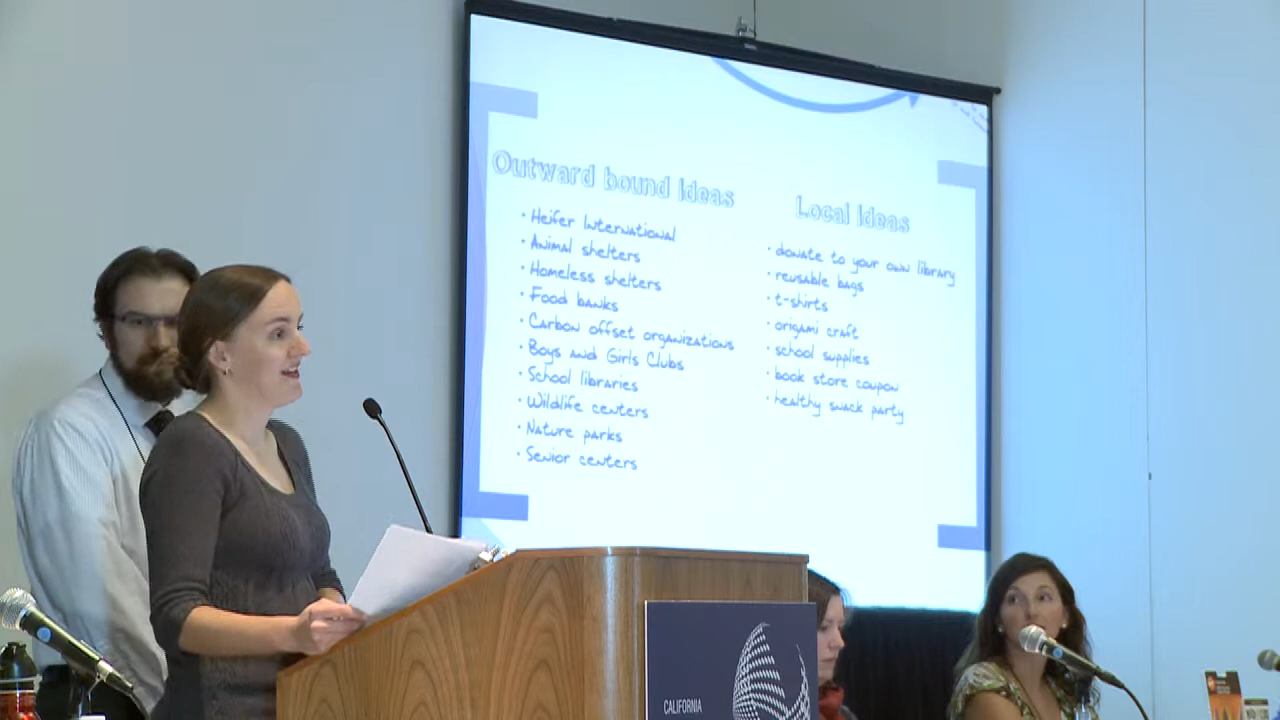 Outward bound Ideas
• Heifer International
• Animal shelters
• Homeless shelters
• Food banks
• Carbon offset organizations
• Boys and Girls Clubs
• School libraries
• Wildlife centers
• Nature parks
• Senior centers
Local Ideas
• donate to your own library
• reusable bags
• t-shirts
• origami craft
• school supplies
• book store coupon
• healthy snack party
CALIFORNIA